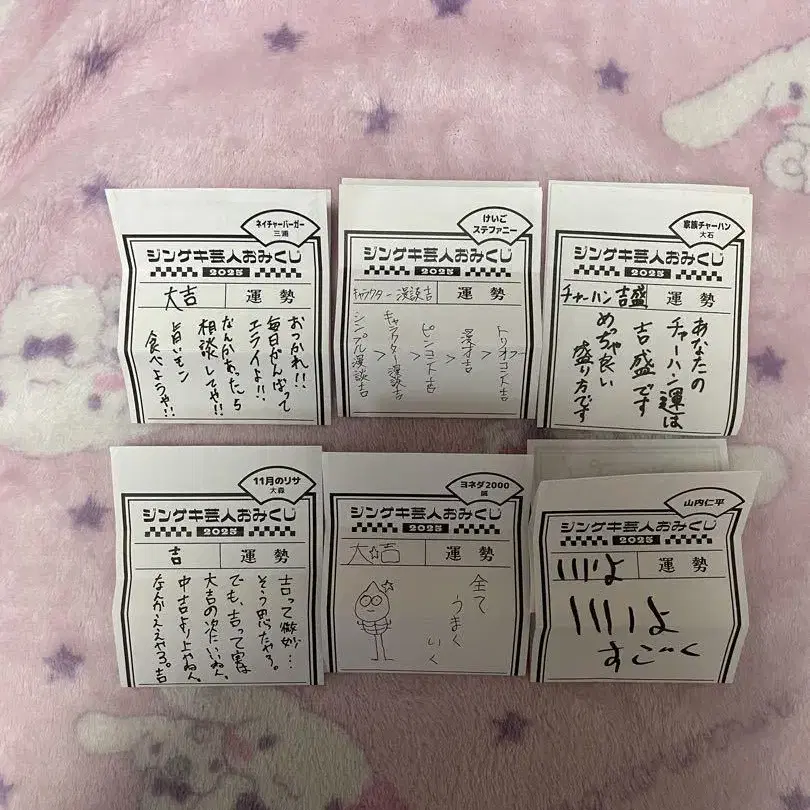 ネイチャーバーガー
三浦
ジンゲキ芸人おみくじ
2025
大吉
運勢
おつかれ!!
毎日がんばって
エライよ!!
なんかあったら
相談してや!!
旨いモン
食べようや!!
けいご
ステファニー
ジンゲキ芸人おみくじ
2025
キャラクター漫談吉
運勢
トリオコント吉
>
漫才吉
>
ピンコント吉
>
キャラクター漫談吉
>
シンプル漫談吉
家族チャーハン
大石
ジンゲキ芸人おみくじ
2025
チャーハン吉盛
運勢
あなたの
チャーハン運は
吉盛です
めっちゃ良い
盛り方です
11月のリサ
大森
ジンゲキ芸人おみくじ
2025
吉
運勢
吉って微妙…
そう思たやろ。
でも、吉って実は
大吉の次にいいねん、
中吉より上やねん、
なんかええやろ。吉
ヨネダ2000
誠
ジンゲキ芸人おみくじ
2025
大☆吉
運勢
全て
うまく
いく
山内仁平
ジンゲキ芸人おみくじ
2025
いいよ
運勢
いいよ
すごく